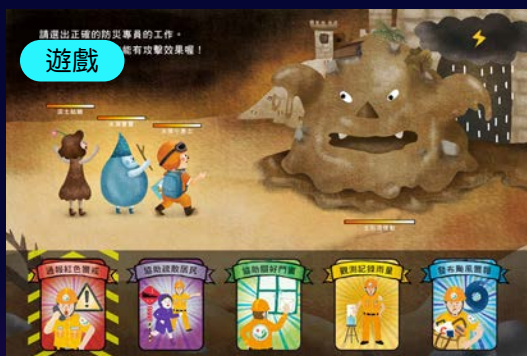 請選出正確的防災專員的工作。
能有攻擊效果喔！
遊戲
通報紅色警戒
協助疏散居民
協助關好門窗
觀測記錄雨量
發布颱風警報